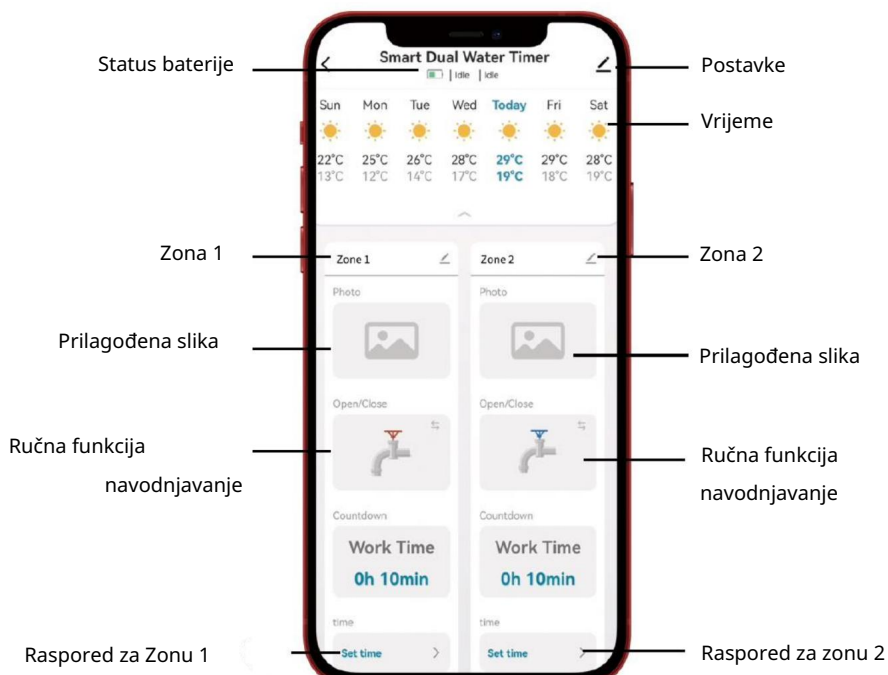 Smart Dual Water Timer
Status baterije
Idle Idle
Postavke
Sun Mon Tue Wed Today Fri Sat
Vrijeme
22°C 25°C 26°C 28°C 29°C 29°C 28°C
13°C 12°C 14°C 17°C 19°C 18°C 19°C
Zona 1
Zone 1
Zone 2
Zona 2
Photo
Photo
Prilagođena slika
Prilagođena slika
Open/Close
Open/Close
Ručna funkcija
navodnjavanje
Ručna funkcija
navodnjavanje
Countdown
Countdown
Work Time
Work Time
0h 10min
0h 10min
time
time
Raspored za Zonu 1
Set time
Set time
Raspored za zonu 2